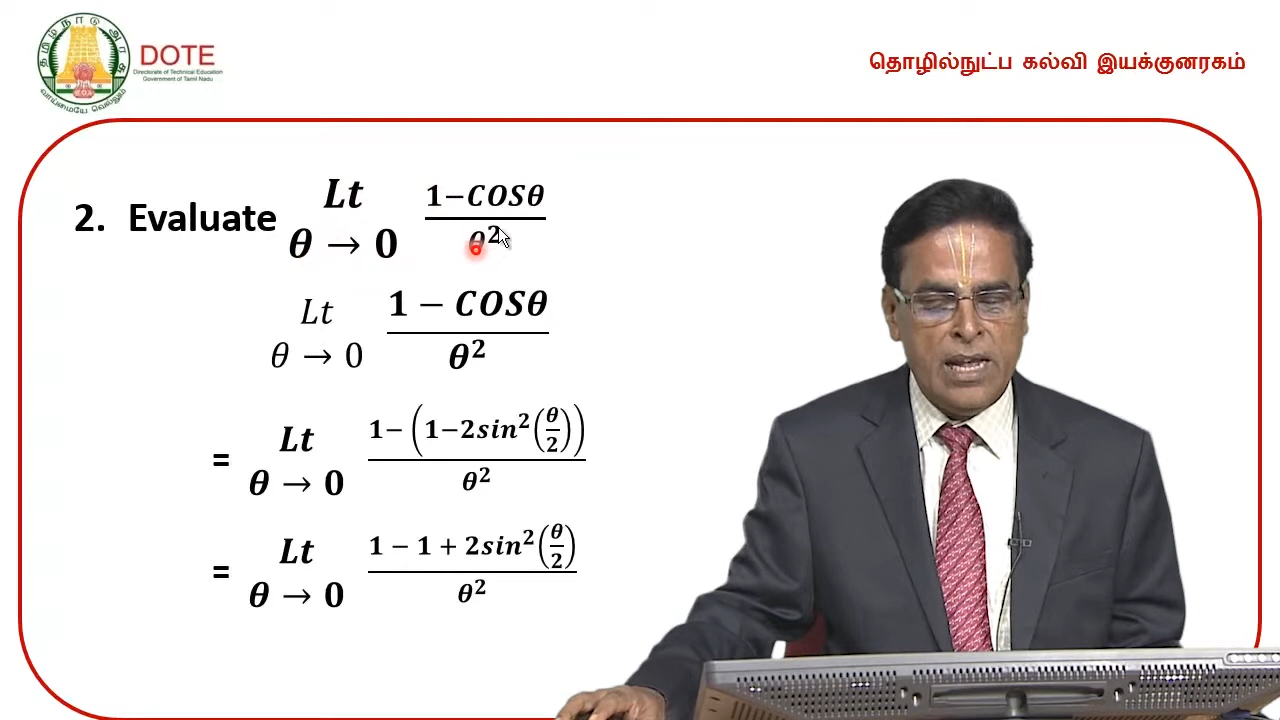 தமிழ்நாடு அரசு
வாய்மையே வெல்லும்
DOTE
Directorate of Technical Education
Government of Tamil Nadu
தொழில்நுட்ப கல்வி இயக்குனரகம்
2. Evaluate Lt θ → 0 1−COSθ / θ²
Lt θ → 0 1 − COSθ / θ²
= Lt θ → 0 1− (1−2sin²(θ/2)) / θ²
= Lt θ → 0 1 − 1 + 2sin²(θ/2) / θ²